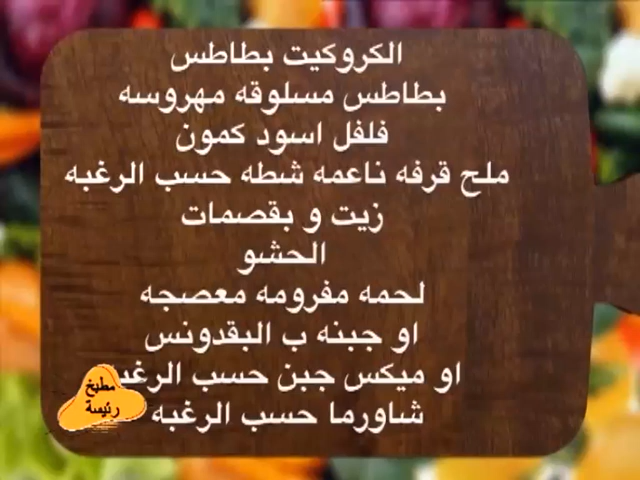 الكروكيت بطاطس
بطاطس مسلوقه مهروسه
فلفل اسود كمون
ملح قرفه ناعمه شطه حسب الرغبه
زيت و بقصمات
الحشو
لحمه مفرومه معصجه
او جبنه ب البقدونس
او ميكس جبن حسب الرغبه
شاورما حسب الرغبه
مطبخ
رئيسة